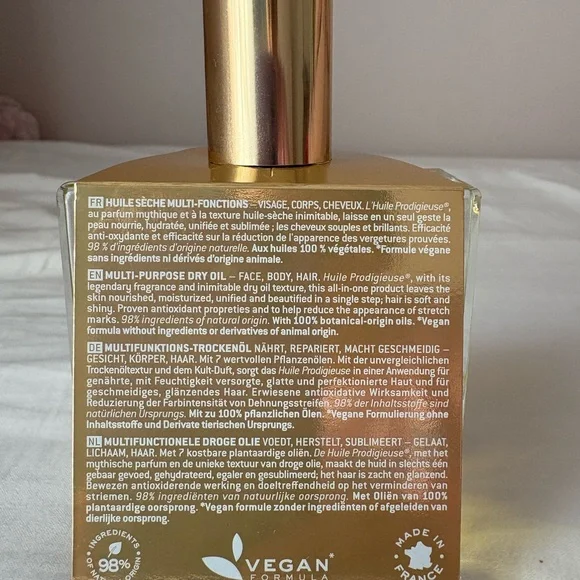 FR HUILE SÈCHE MULTI-FONCTIONS – VISAGE, CORPS, CHEVEUX. L'Huile Prodigieuse®,
au parfum mythique et à la texture huile-sèche inimitable, laisse en un seul geste la
peau nourrie, hydratée, unifiée et sublimée ; les cheveux souples et brillants. Efficacité
anti-oxydante et efficacité sur la réduction de l'apparence des vergetures prouvées.
98 % d'ingrédients d'origine naturelle. Aux huiles 100 % végétales. *Formule végane
sans ingrédients ni dérivés d'origine animale.
EN MULTI-PURPOSE DRY OIL – FACE, BODY, HAIR. Huile Prodigieuse®, with its
legendary fragrance and inimitable dry oil texture, this all-in-one product leaves the
skin nourished, moisturized, unified and beautified in a single step; hair is soft and
shiny. Proven antioxidant propreties and to help reduce the appearance of stretch
marks. 98% ingredients of natural origin. With 100% botanical-origin oils. *Vegan
formula without ingredients or derivatives of animal origin.
DE MULTIFUNKTIONS-TROCKENÖL NÄHRT, REPARIERT, MACHT GESCHMEIDIG –
GESICHT, KÖRPER, HAAR. Mit 7 wertvollen Pflanzenölen. Mit der unvergleichlichen
Trockenöltextur und dem Kult-Duft, sorgt das Huile Prodigieuse in einer Anwendung für
genährte, mit Feuchtigkeit versorgte, glatte und perfektionierte Haut und für
geschmeidiges, glänzendes Haar. Erwiesene antioxidative Wirksamkeit und
Reduzierung der Farbintensität von Dehnungsstreifen. 98% der Inhaltsstoffe sind
natürlichen Ursprungs. Mit zu 100% pflanzlichen Ölen. *Vegane Formulierung ohne
Inhaltsstoffe und Derivate tierischen Ursprungs.
NL MULTIFUNCTIONELE DROGE OLIE VOEDT, HERSTELT, SUBLIMEERT – GELAAT,
LICHAAM, HAAR. Met 7 kostbare plantaardige oliën. De Huile Prodigieuse®, met het
mythische parfum en de unieke textuur van droge olie, maakt de huid in slechts één
gebaar gevoed, gehydrateerd, egaler en gesublimeerd; het haar is zacht en glanzend.
Bewezen antioxiderende werking en doeltreffendheid op het verminderen van
striemen. 98% ingrediënten van natuurlijke oorsprong. Met Oliën van 100%
plantaardige oorsprong. *Vegan formule zonder ingrediënten of afgeleiden van
dierlijke oorsprong.
INGREDIENTS
98%
OF NATURAL ORIGIN
VEGAN*
FORMULA
MADE IN
FRANCE